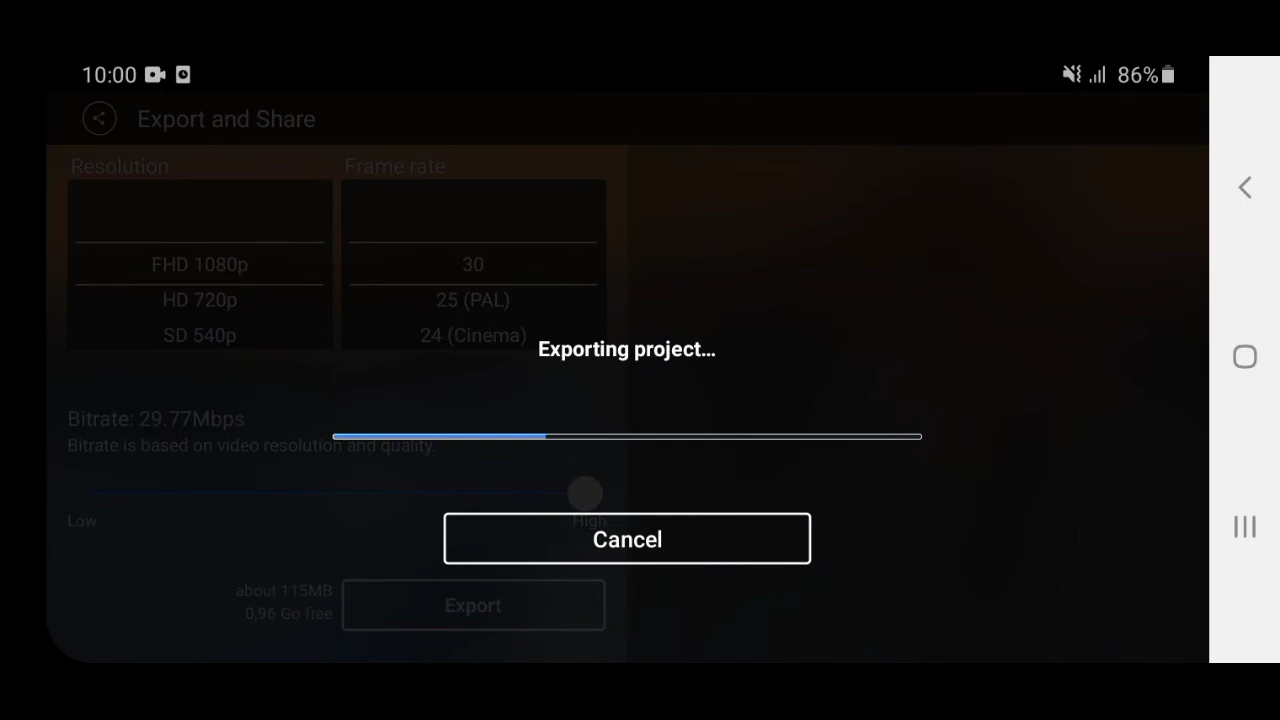 10:00
86%
Export and Share
Resolution
Frame rate
FHD 1080p
30
HD 720p
25 (PAL)
SD 540p
24 (Cinema)
Exporting project...
Bitrate: 29.77Mbps
Bitrate is based on video resolution and quality.
Low
High
Cancel
about 115MB
0,96 Go free
Export